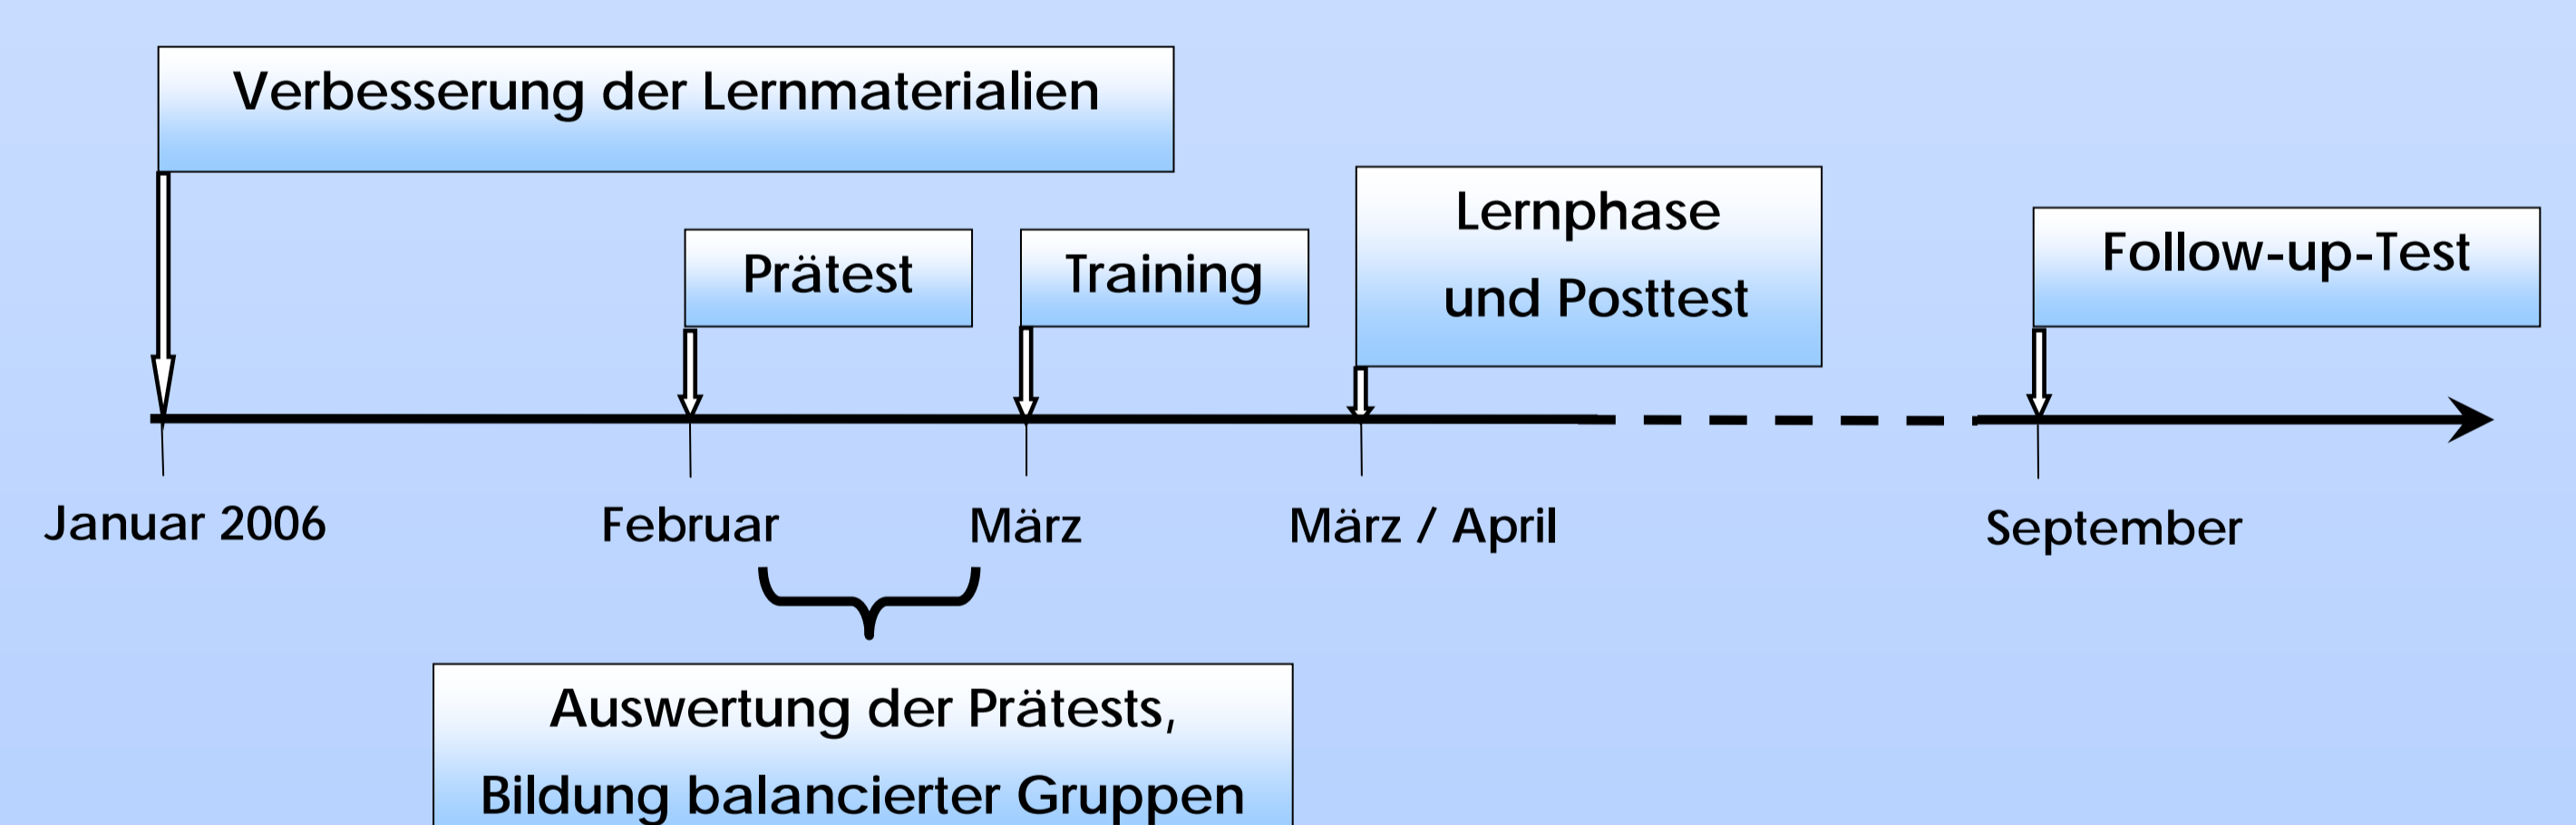 Verbesserung der Lernmaterialien
Prätest
Training
Lernphase
und Posttest
Follow-up-Test
Januar 2006
Februar
März
März / April
September
Auswertung der Prätests,
Bildung balancierter Gruppen